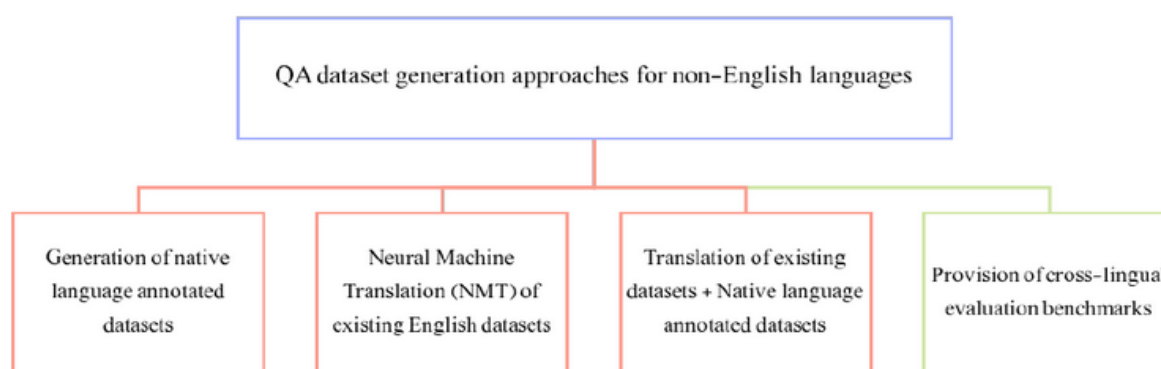 QA dataset generation approaches for non-English languages
Generation of native
language annotated
datasets
Neural Machine
Translation (NMT) of
existing English datasets
Translation of existing
datasets + Native language
annotated datasets
Provision of cross-lingua
evaluation benchmarks